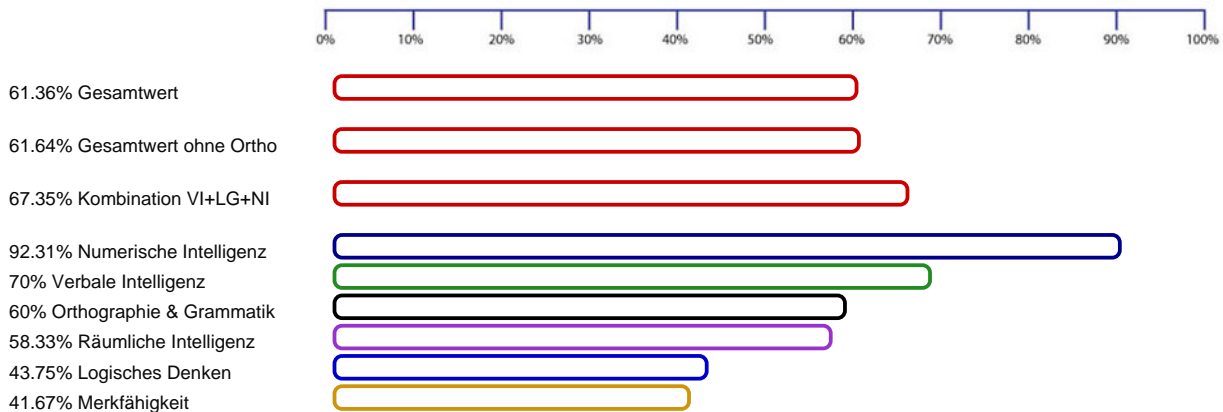 0% 10% 20% 30% 40% 50% 60% 70% 80% 90% 100%
61.36% Gesamtwert
61.64% Gesamtwert ohne Ortho
67.35% Kombination VI+LG+NI
92.31% Numerische Intelligenz
70% Verbale Intelligenz
60% Orthographie & Grammatik
58.33% Räumliche Intelligenz
43.75% Logisches Denken
41.67% Merkfähigkeit